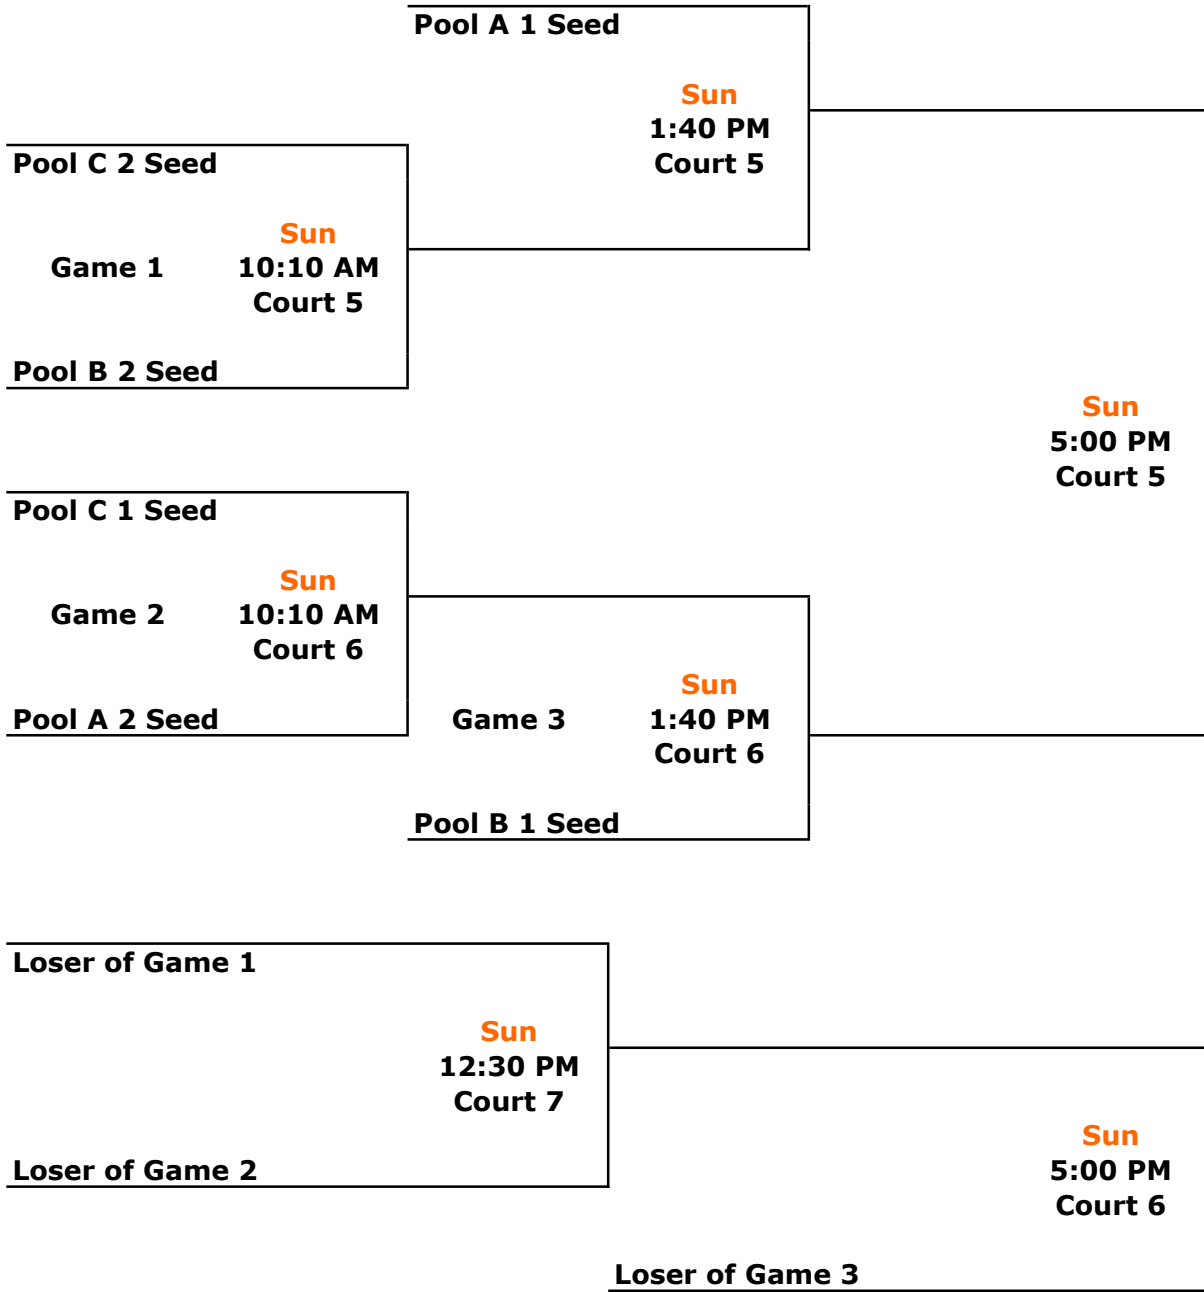 Pool A 1 Seed
Sun
1:40 PM
Court 5
Pool C 2 Seed
Sun
Game 1 10:10 AM
Court 5
Pool B 2 Seed
Sun
5:00 PM
Court 5
Pool C 1 Seed
Sun
Game 2 10:10 AM
Court 6
Pool A 2 Seed
Sun
Game 3 1:40 PM
Court 6
Pool B 1 Seed
Loser of Game 1
Sun
12:30 PM
Court 7
Loser of Game 2
Sun
5:00 PM
Court 6
Loser of Game 3